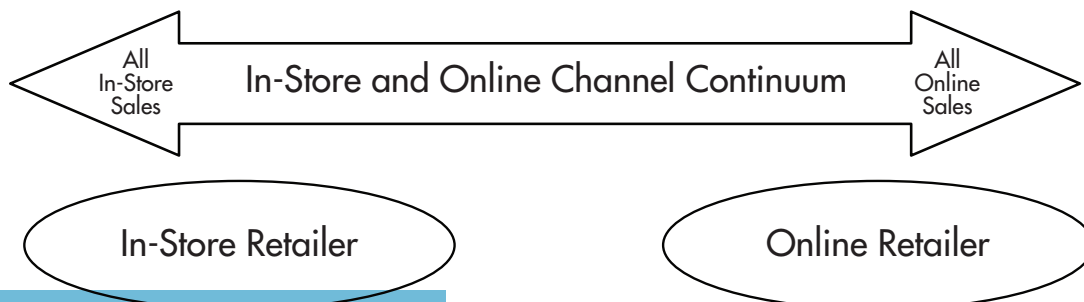 All
In-Store
Sales
In-Store and Online Channel Continuum
All
Online
Sales
In-Store Retailer
Online Retailer